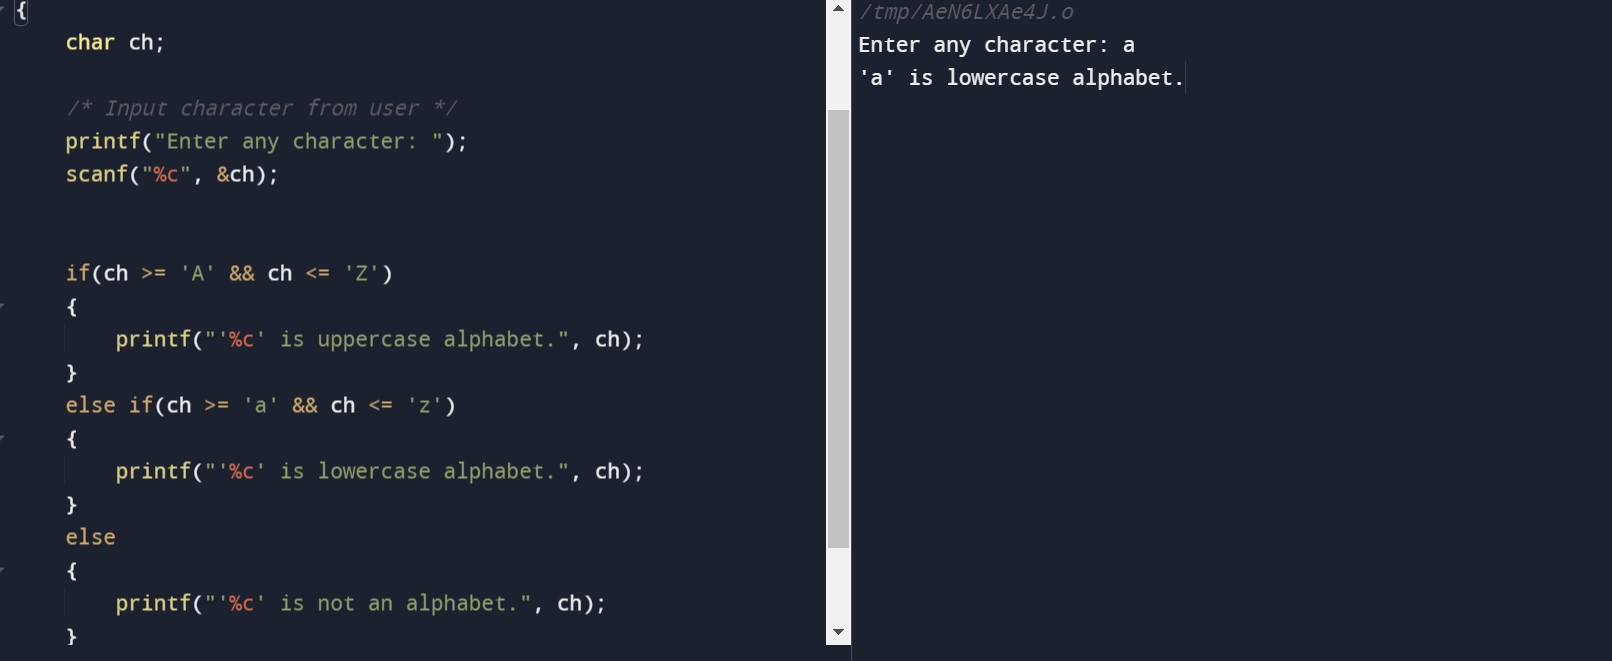 {
char ch;
/* Input character from user */
printf("Enter any character: ");
scanf("%c", &ch);
if(ch >= 'A' && ch <= 'Z')
{
printf("'%c' is uppercase alphabet.", ch);
}
else if(ch >= 'a' && ch <= 'z')
{
printf("'%c' is lowercase alphabet.", ch);
}
else
{
printf("'%c' is not an alphabet.", ch);
}
/tmp/AeN6LXAe4J.o
Enter any character: a
'a' is lowercase alphabet.